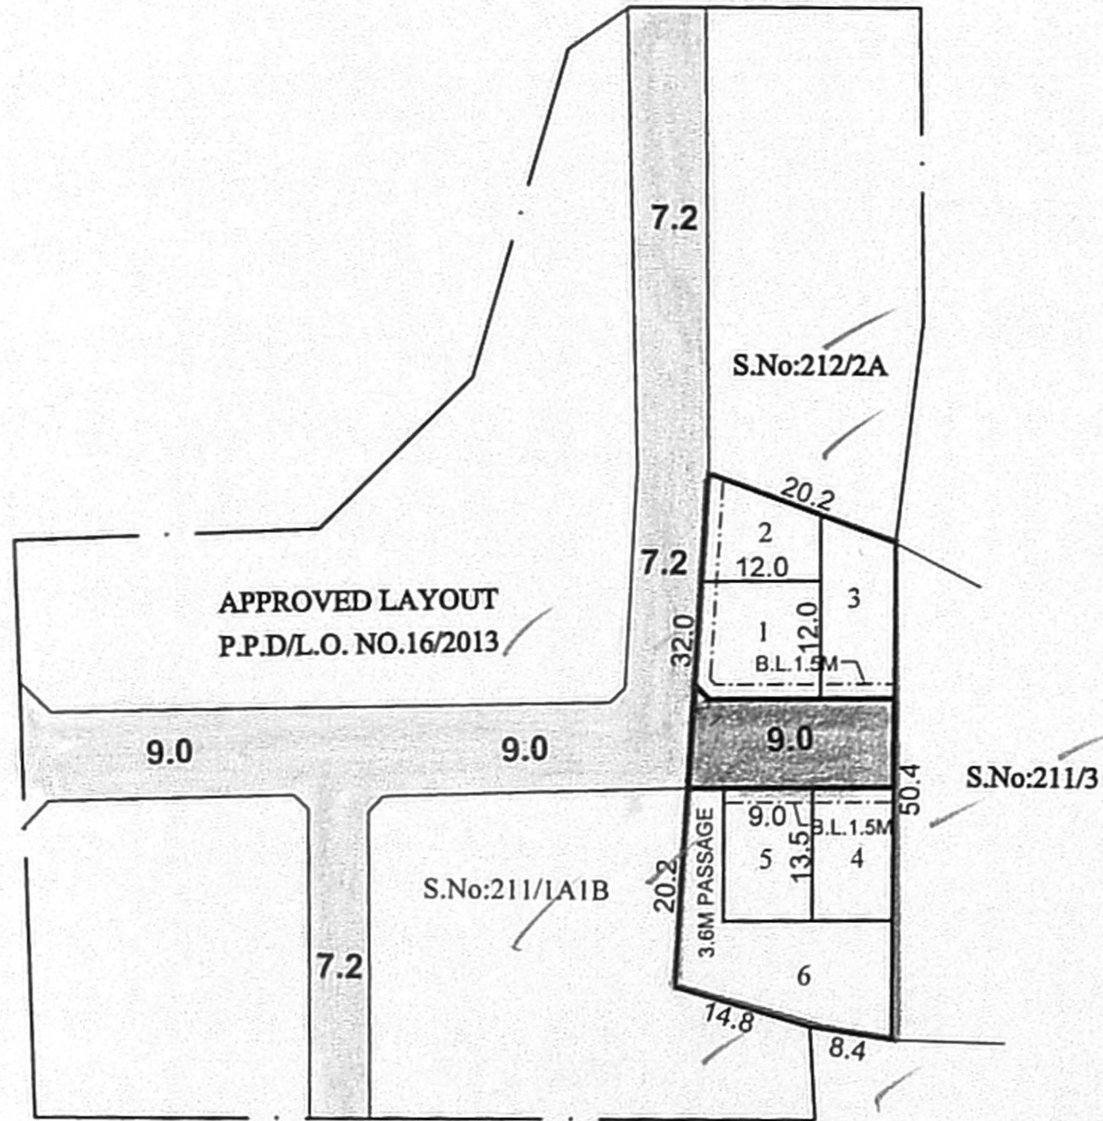 7.2
S.No:212/2A
20.2
2
12.0
7.2
3
APPROVED LAYOUT
P.P.D/L.O. NO.16/2013
32.0
1
12.0
B.L.1.5M
9.0
9.0
9.0
S.No:211/3
50.4
9.0
B.L.1.5M
5
13.5
4
3.6M PASSAGE
20.2
S.No:211/1A1B
7.2
6
14.8
8.4